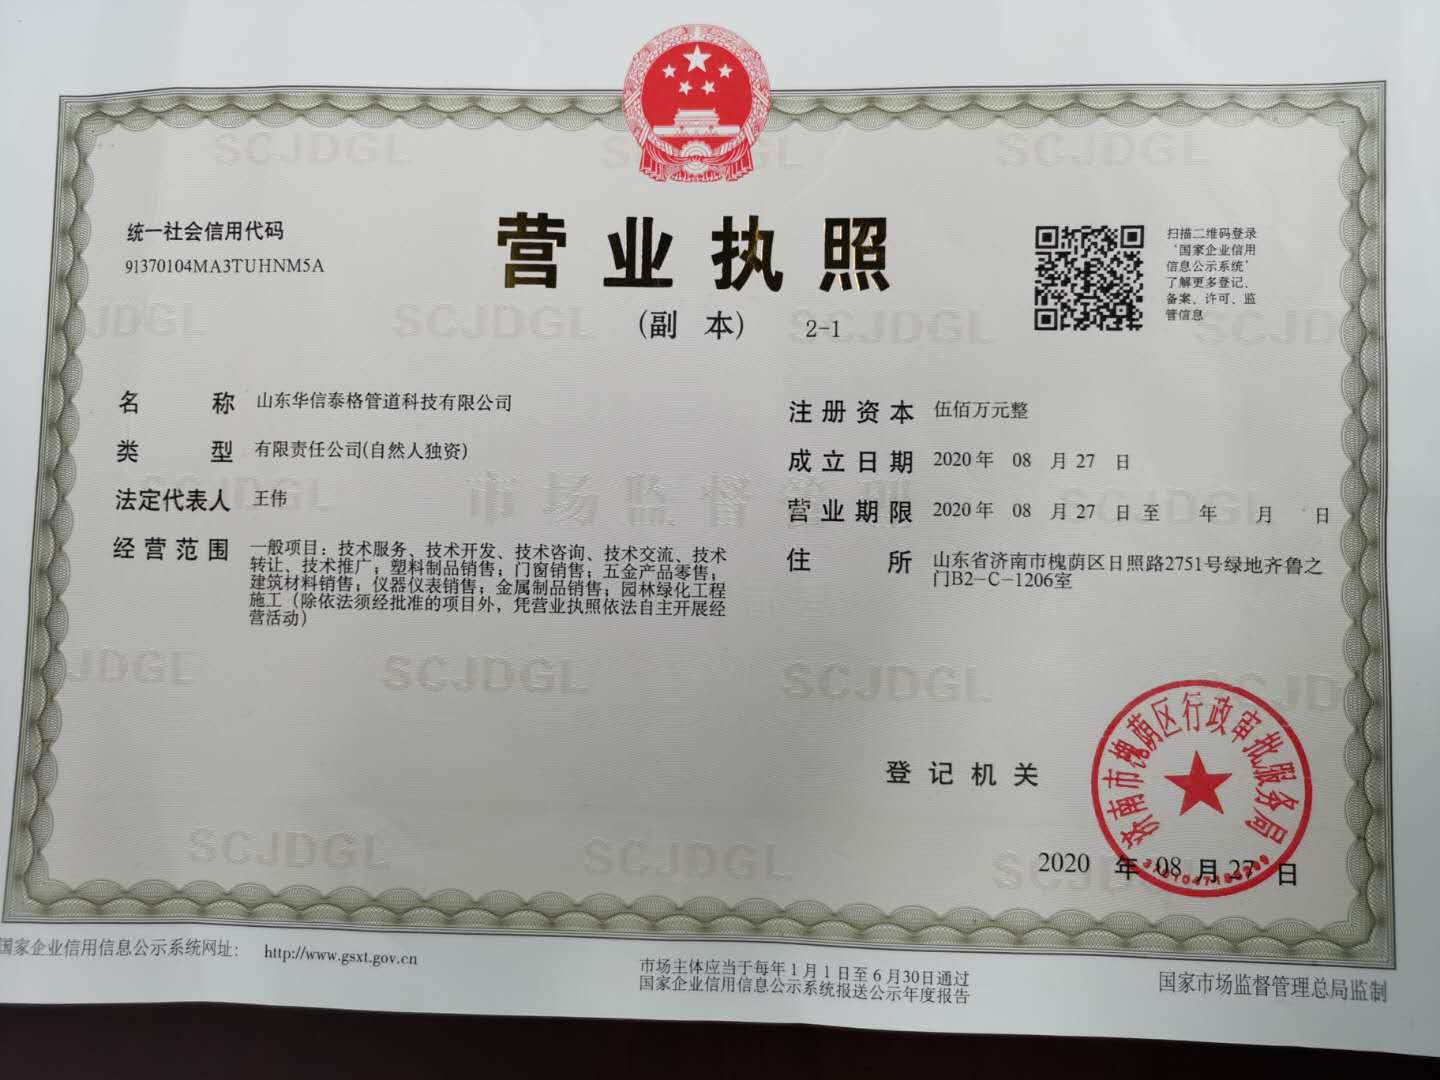 统一社会信用代码
91370104MA3TUHNM5A
营业执照
(副 本) 2-1
扫描二维码登录
‘国家企业信用
信息公示系统’
了解更多登记、
备案、许可、监
管信息
名 称 山东华信泰格管道科技有限公司
类 型 有限责任公司(自然人独资)
法定代表人 王伟
经营范围 一般项目：技术服务、技术开发、技术咨询、技术交流、技术
转让、技术推广；塑料制品销售；门窗销售；五金产品零售；
建筑材料销售；仪器仪表销售；金属制品销售；园林绿化工程
施工（除依法须经批准的项目外，凭营业执照依法自主开展经
营活动）
注册资本 伍佰万元整
成立日期 2020年 08 月 27 日
营业期限 2020年 08 月 27 日 至 年 月 日
住 所 山东省济南市槐荫区日照路2751号绿地齐鲁之
门B2-C-1206室
登记机关
济南市槐荫区行政审批服务局
2020 年 08 月 27 日
国家企业信用信息公示系统网址： http://www.gsxt.gov.cn
市场主体应当于每年1月1日至6月30日通过
国家企业信用信息公示系统报送公示年度报告
国家市场监督管理总局监制
SCJDGL
市场监督管理